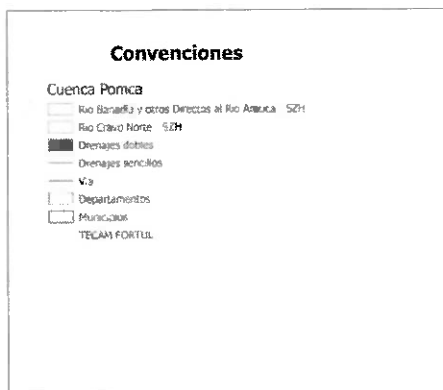 Convenciones
Cuenca Pomca
Rio Banadía y otros Directos al Rio Arauca SZH
Rio Cravo Norte SZH
Drenajes dobles
Drenajes sencillos
Via
Departamentos
Municipios
TECAM FORTUL